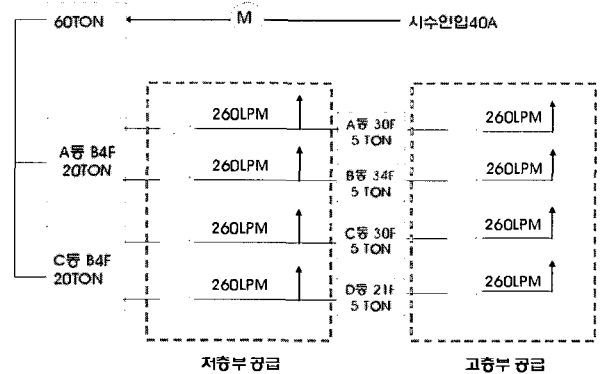 60TON
M
시수인입40A
260LPM
A동 30F
5 TON
260LPM
A동 B4F
20TON
260LPM
B동 34F
5 TON
260LPM
260LPM
C동 30F
5 TON
260LPM
C동 B4F
20TON
260LPM
D동 21F
5 TON
260LPM
저층부 공급
고층부 공급